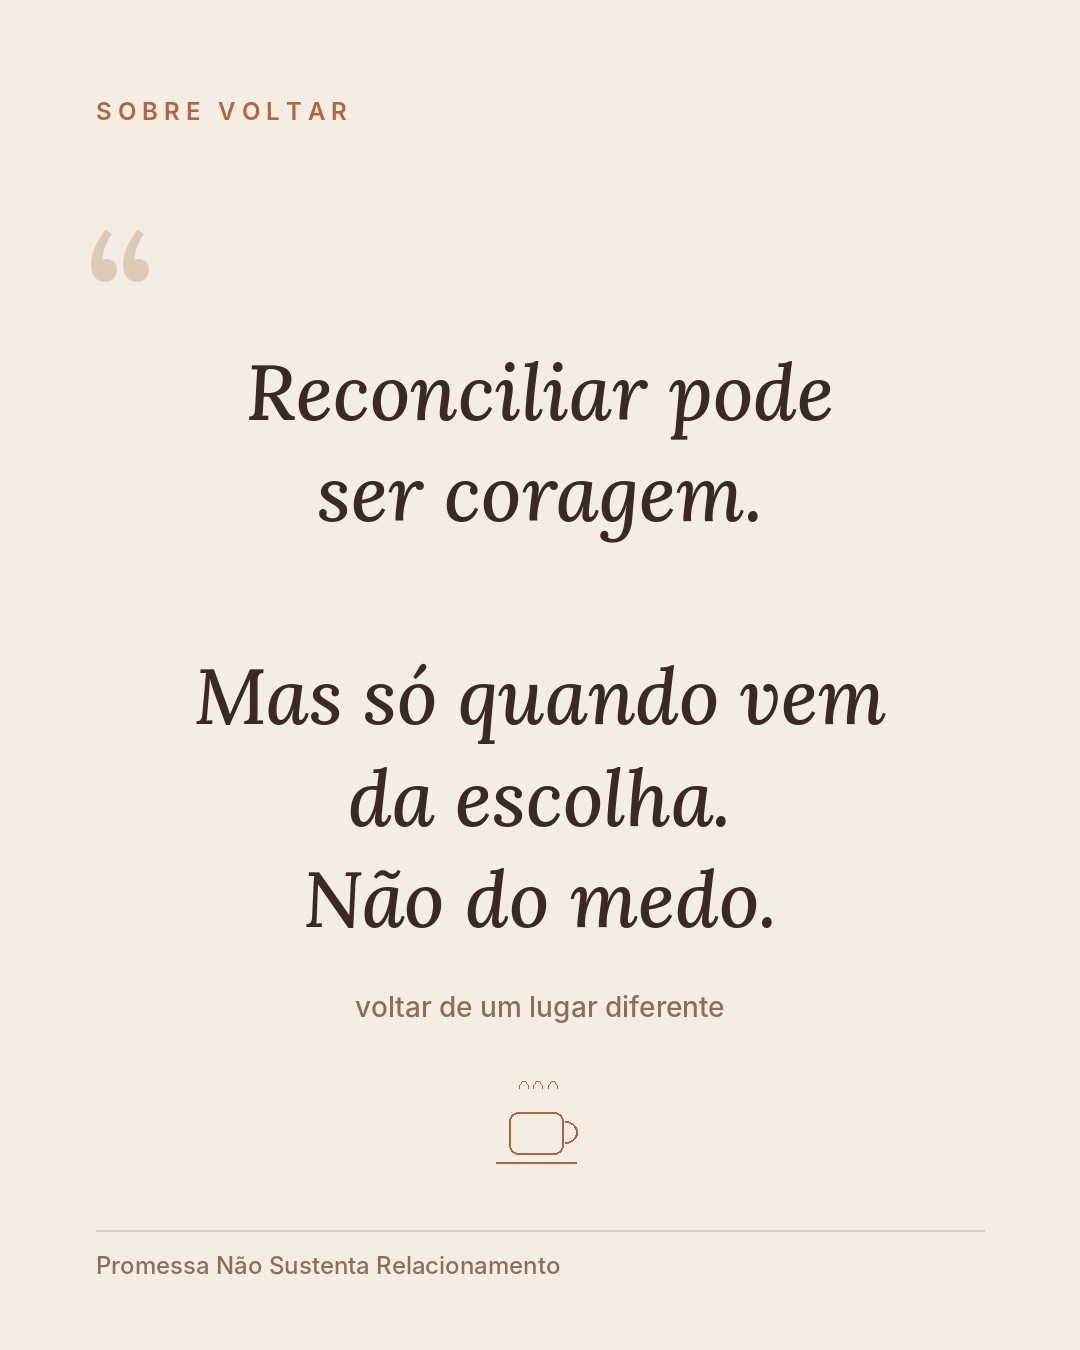 SOBRE VOLTAR
“
Reconciliar pode
ser coragem.
Mas só quando vem
da escolha.
Não do medo.
voltar de um lugar diferente
Promessa Não Sustenta Relacionamento